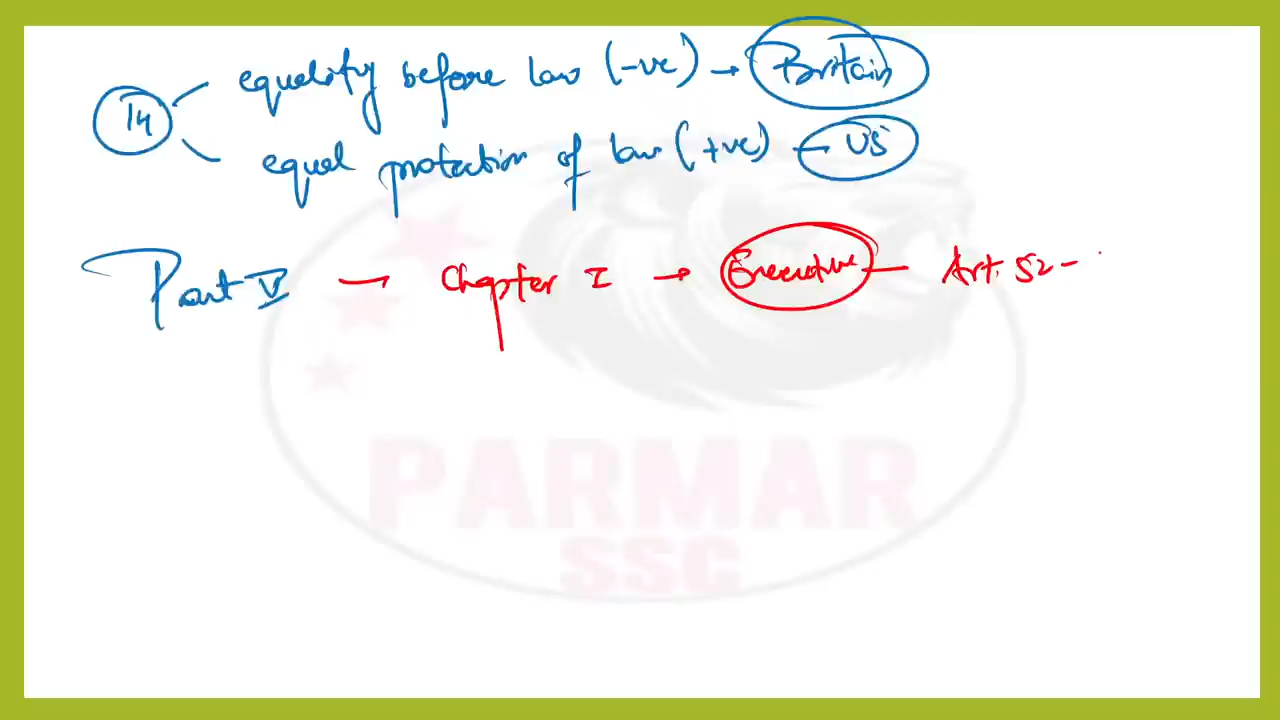 14 equality before law (-ve) → Britain
equal protection of law (+ve) — US
Part V → Chapter I → Executive — Art. 52 -
PARMAR
SSC